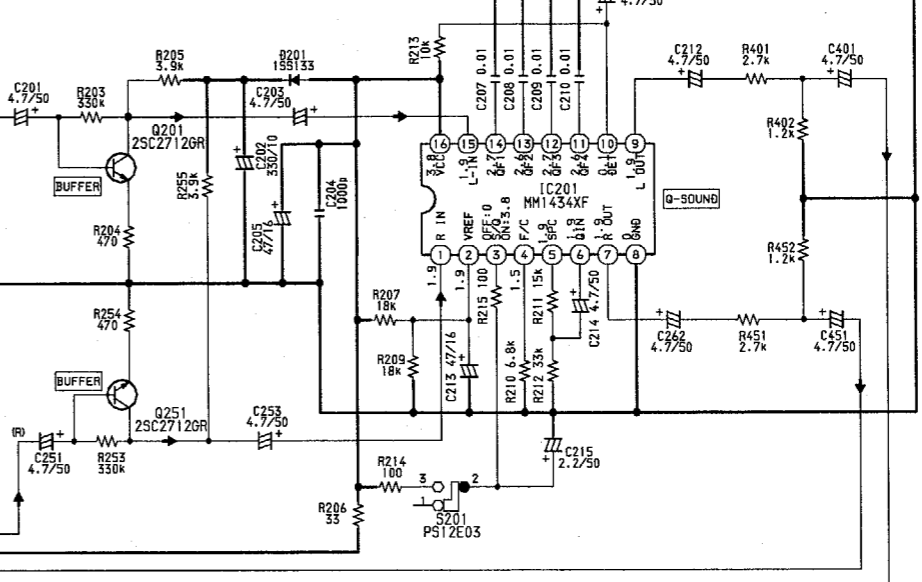 4.7/50
R205
3.9k
D201
1SS133
R213
10k
C207 0.01
C208 0.01
C209 0.01
C210 0.01
C212
4.7/50
R401
2.7k
C401
4.7/50
C201
4.7/50
R203
330k
C203
4.7/50
Q201
2SC2712GR
BUFFER
C202
330/10
R255
3.9k
C204
1000p
C205
47/16
R204
470
16 15 14 13 12 11 10 9
3.8
VCC
1.9
L-IN
2.7
QF1
2.6
QF2
2.7
QF3
2.6
QF4
0.1
DET
1.9
L OUT
IC201
MM1434XF
Q-SOUND
R402
1.2k
R IN
VREF
OFF:0
S/Q
ON:3.8
F/C
1.9
SPC
1.9
QIN
1.9
R OUT
0
GND
1 2 3 4 5 6 7 8
R452
1.2k
R254
470
1.9
1.9
R215 100
1.5
R211 15k
C214 4.7/50
R207
18k
R209
18k
C213 47/16
R210 6.8k
R212 33k
C262
4.7/50
R451
2.7k
C451
4.7/50
BUFFER
Q251
2SC2712GR
C253
4.7/50
(R)
C251
4.7/50
R253
330k
C215
2.2/50
R214
100
3
2
1
S201
PS12E03
R206
33